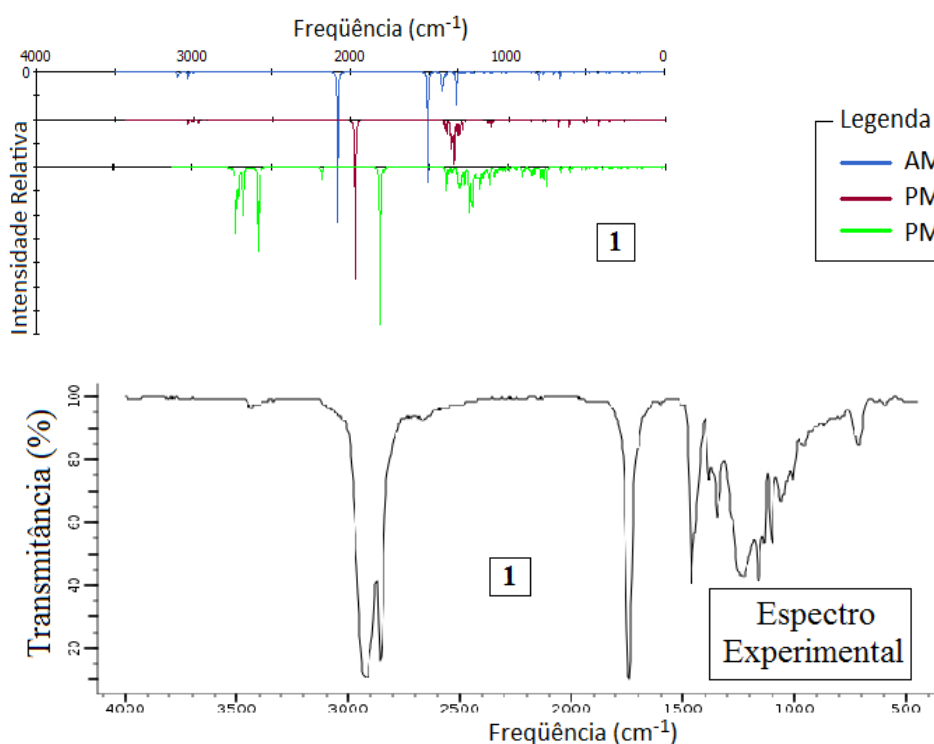 Freqüência (cm-1)
4000 3000 2000 1000 0
0
Intensidade Relativa
Legenda
AM
PM
PM
1
100
80
60
40
20
Transmitância (%)
1
Espectro
Experimental
4000 3500 3000 2500 2000 1500 1000 500
Freqüência (cm-1)